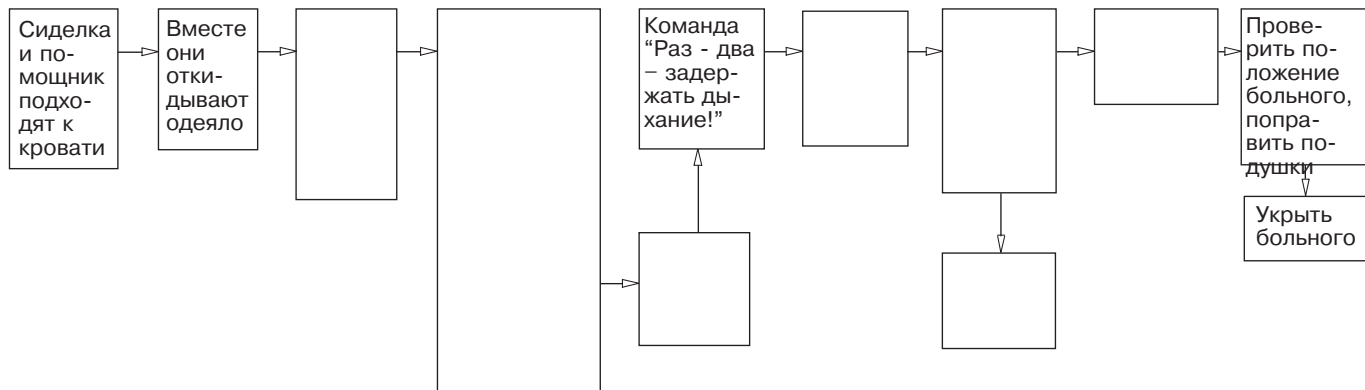 Сиделка
и по-
мощник
подхо-
дят к
кровати
Вместе
они
отки-
дывают
одеяло
Команда
“Раз - два
– задер-
жать ды-
хание!”
Прове-
рить по-
ложение
больного,
попра-
вить по-
душки
Укрыть
больного